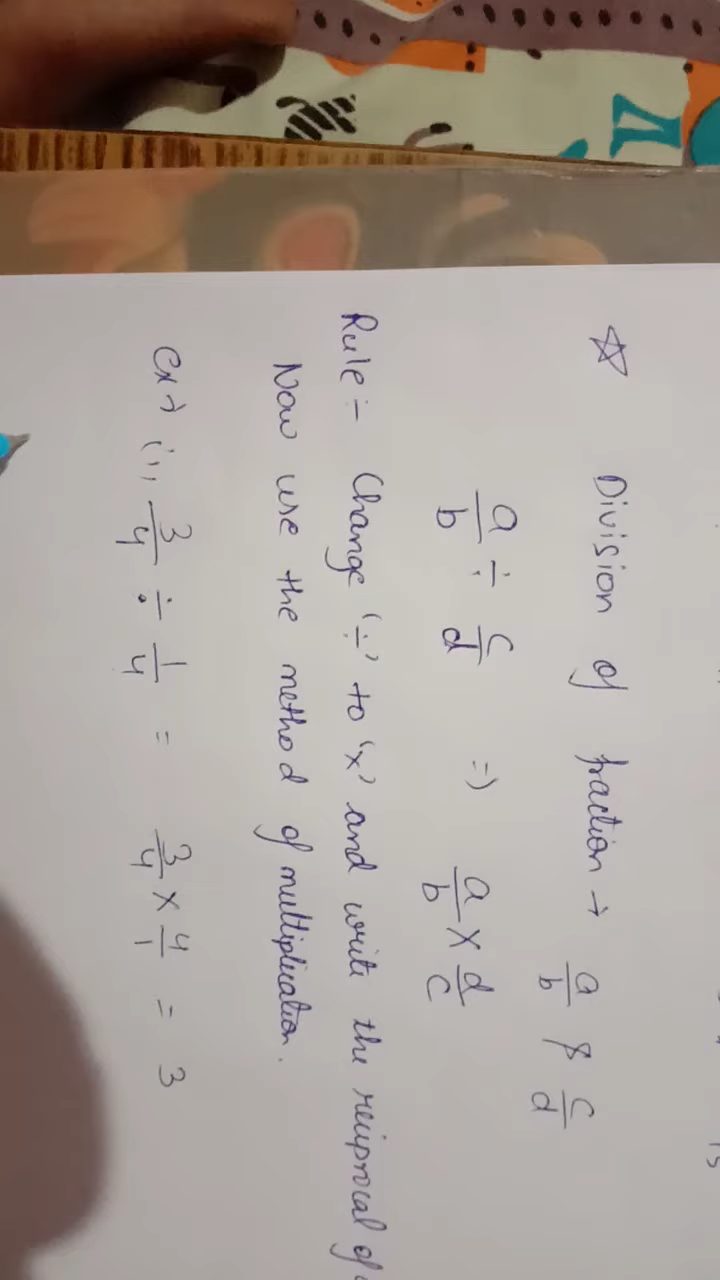 ☆ Division of fraction → a/b & c/d
a/b ÷ c/d => a/b × d/c
Rule :- Change '÷' to 'x' and write the reciprocal of
Now use the method of multiplication.
ex→ (i) 3/4 ÷ 1/4 = 3/4 × 4/1 = 3